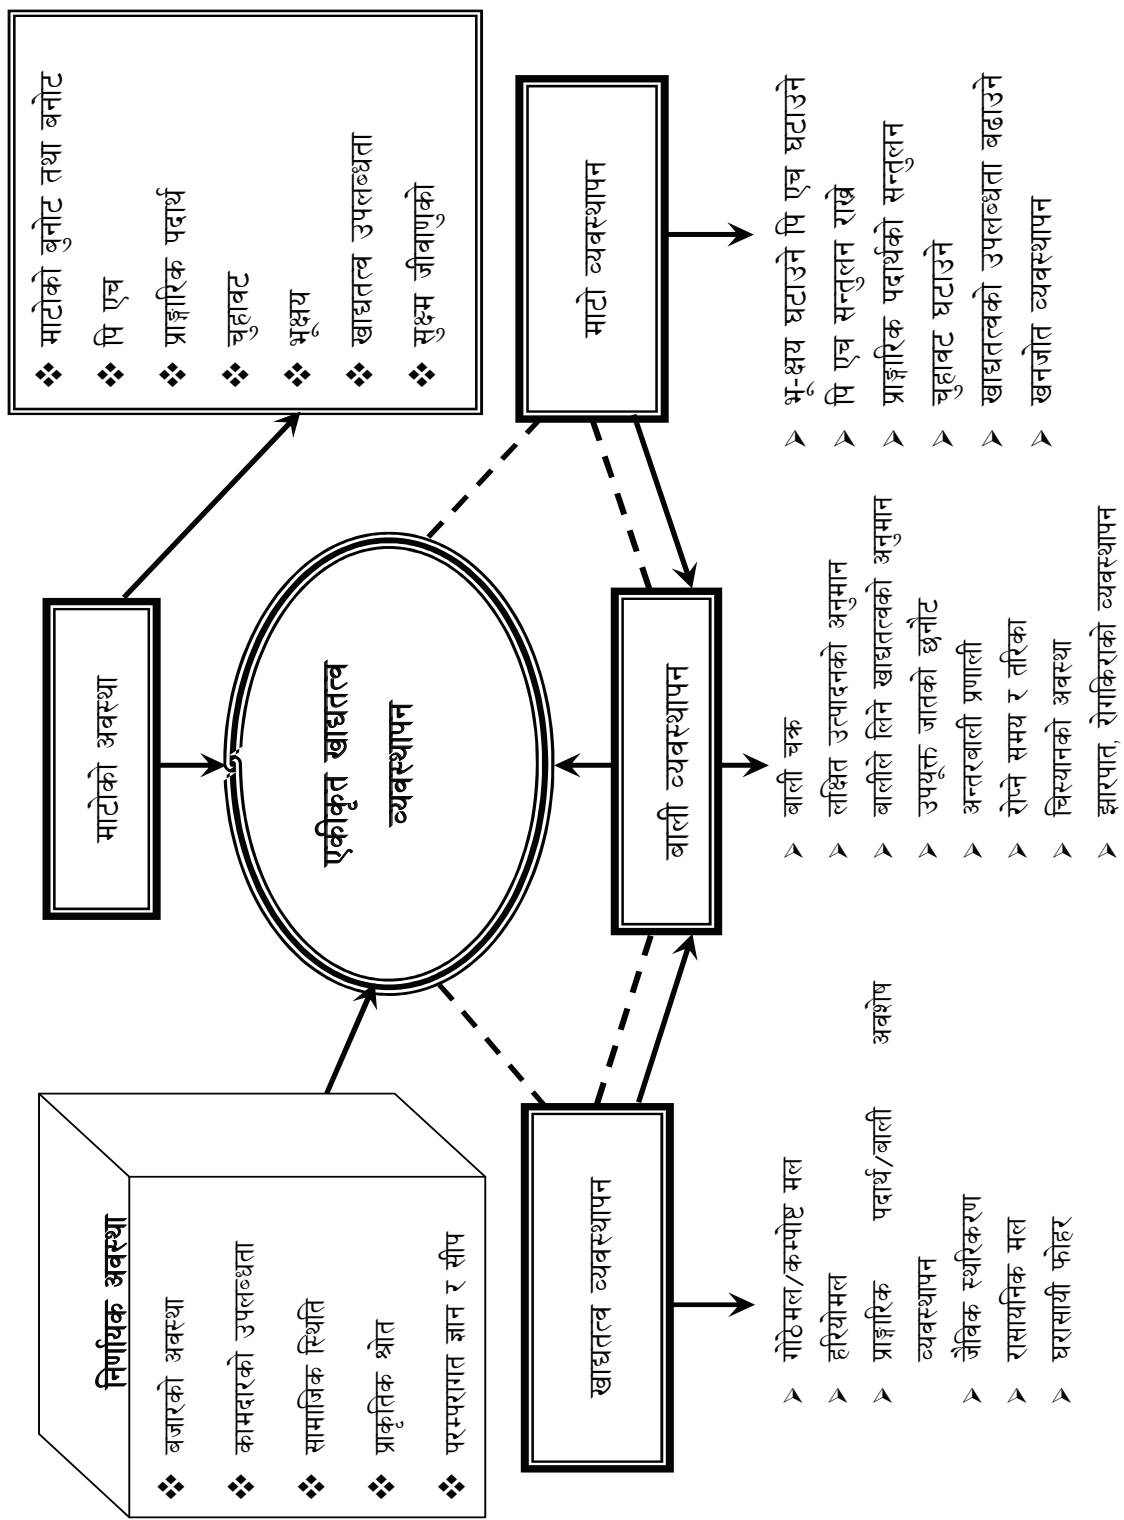 निर्णायक अवस्था
बजारको अवस्था
कामदारको उपलब्धता
सामाजिक स्थिति
प्राकृतिक श्रोत
परम्परागत ज्ञान र सीप
माटोको अवस्था
माटोको बुनोट तथा बनोट
पि एच
प्राङ्गारिक पदार्थ
चुहावट
भूक्षय
खाद्यतत्व उपलब्धता
सुक्ष्म जीवाणुको
एकीकृत खाद्यतत्व
व्यवस्थापन
खाद्यतत्व व्यवस्थापन
बाली व्यवस्थापन
माटो व्यवस्थापन
गोठेमल/कम्पोष्ट मल
हरियोमल
प्राङ्गारिक पदार्थ/बाली अवशेष
व्यवस्थापन
जैविक स्थरिकरण
रासायनिक मल
घरासायी फोहर
बाली चक्र
लक्षित उत्पादनको अनुमान
बालीले लिने खाद्यतत्वको अनुमान
उपयूक्त जातको छनौट
अन्तरबाली प्रणाली
रोप्ने समय र तरिका
चिस्यानको अवस्था
झारपात, रोगकिराको व्यवस्थापन
भू-क्षय घटाउने पि एच घटाउने
पि एच सन्तुलन राख्ने
प्राङ्गारिक पदार्थको सन्तुलन
चुहावट घटाउने
खाद्यतत्वको उपलब्धता बढाउने
खनजोत व्यवस्थापन